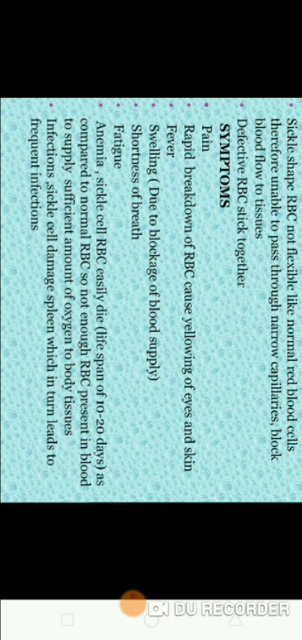 • Sickle shape RBC not flexible like normal red blood cells
therefore unable to pass through narrow capillaries, block
blood flow to tissues
• Defective RBC stick together
SYMPTOMS
• Pain
• Rapid breakdown of RBC cause yellowing of eyes and skin
• Fever
• Swelling ( Due to blockage of blood supply)
• Shortness of breath
• Fatigue
• Anemia , sickle cell RBC easily die (life span of 10-20 days) as
compared to normal RBC so not enough RBC present in blood
to supply sufficient amount of oxygen to body tissues
• Infections ,sickle cell damage spleen which in turn leads to
frequent infections
DU RECORDER